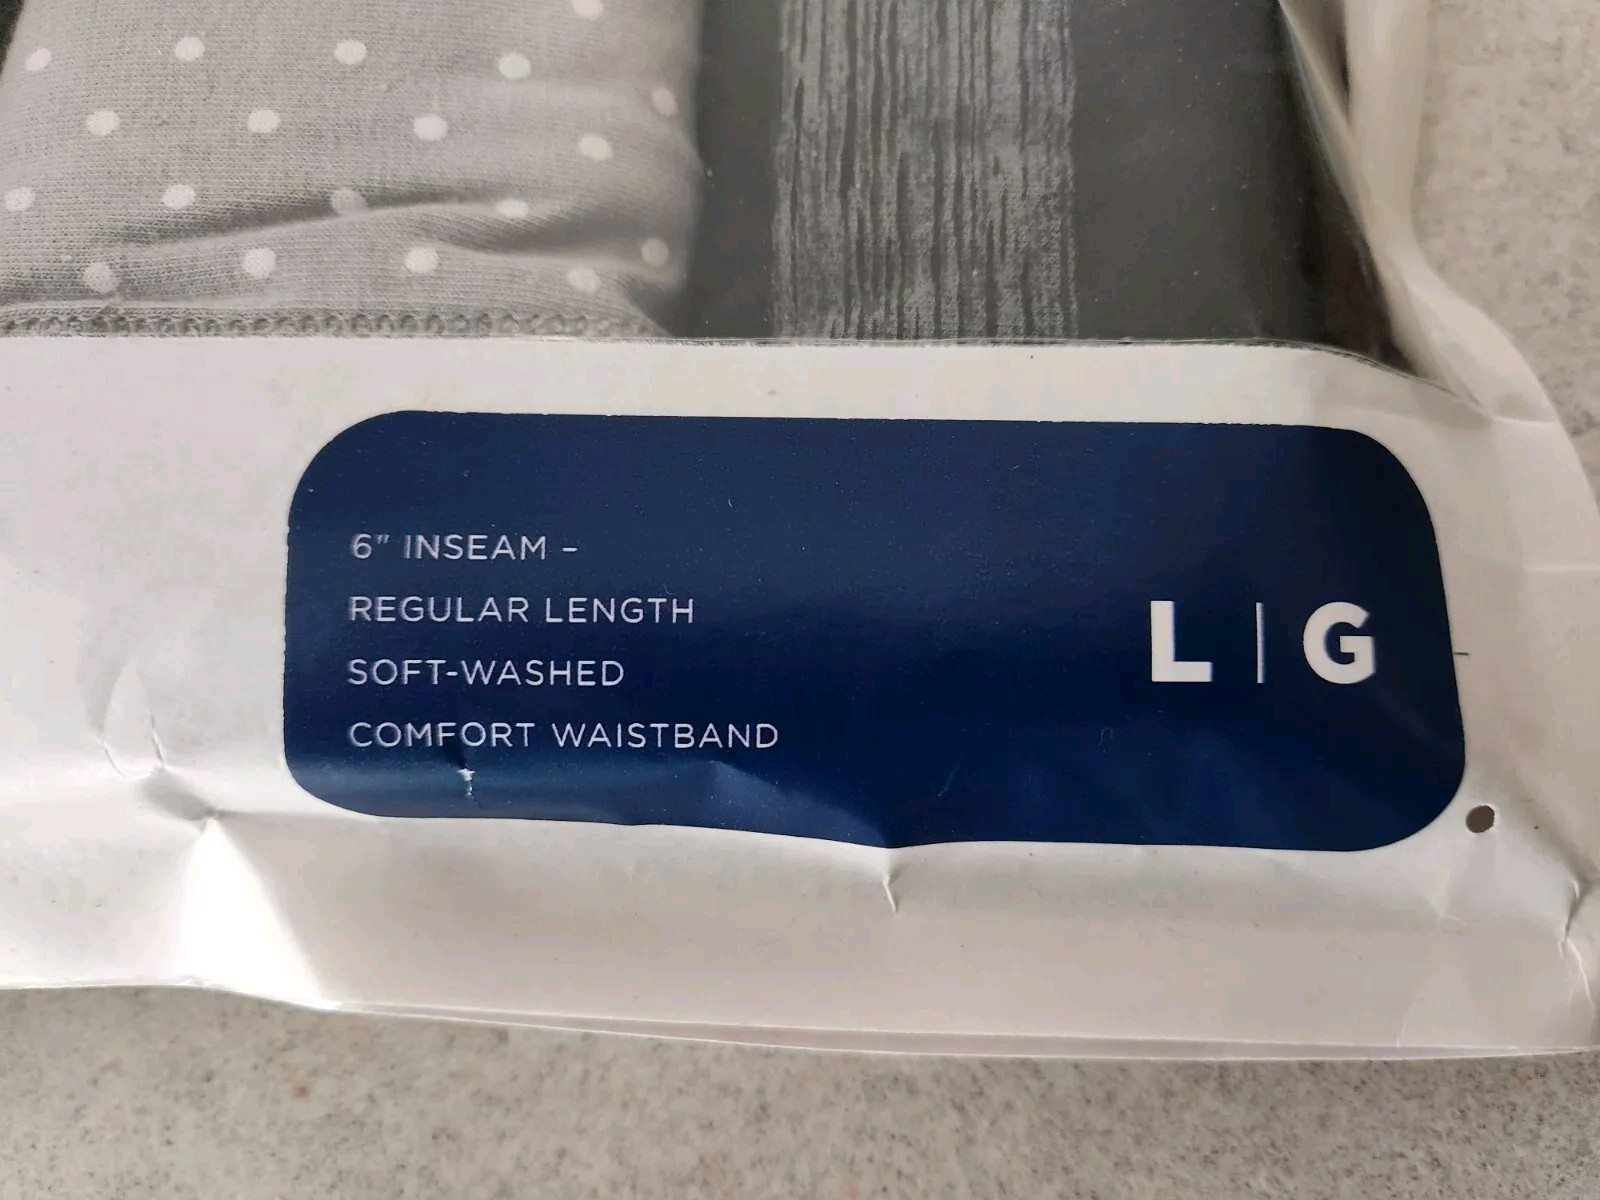 6" INSEAM –
REGULAR LENGTH
SOFT-WASHED
COMFORT WAISTBAND
L | G